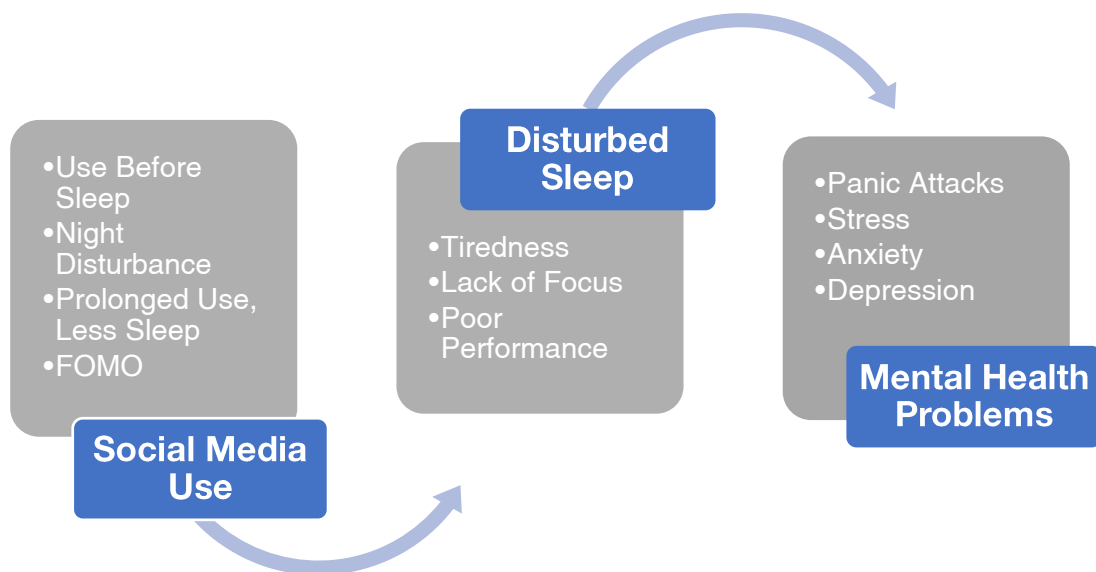 •Use Before
Sleep
•Night
Disturbance
•Prolonged Use,
Less Sleep
•FOMO
Social Media
Use
Disturbed
Sleep
•Tiredness
•Lack of Focus
•Poor
Performance
•Panic Attacks
•Stress
•Anxiety
•Depression
Mental Health
Problems